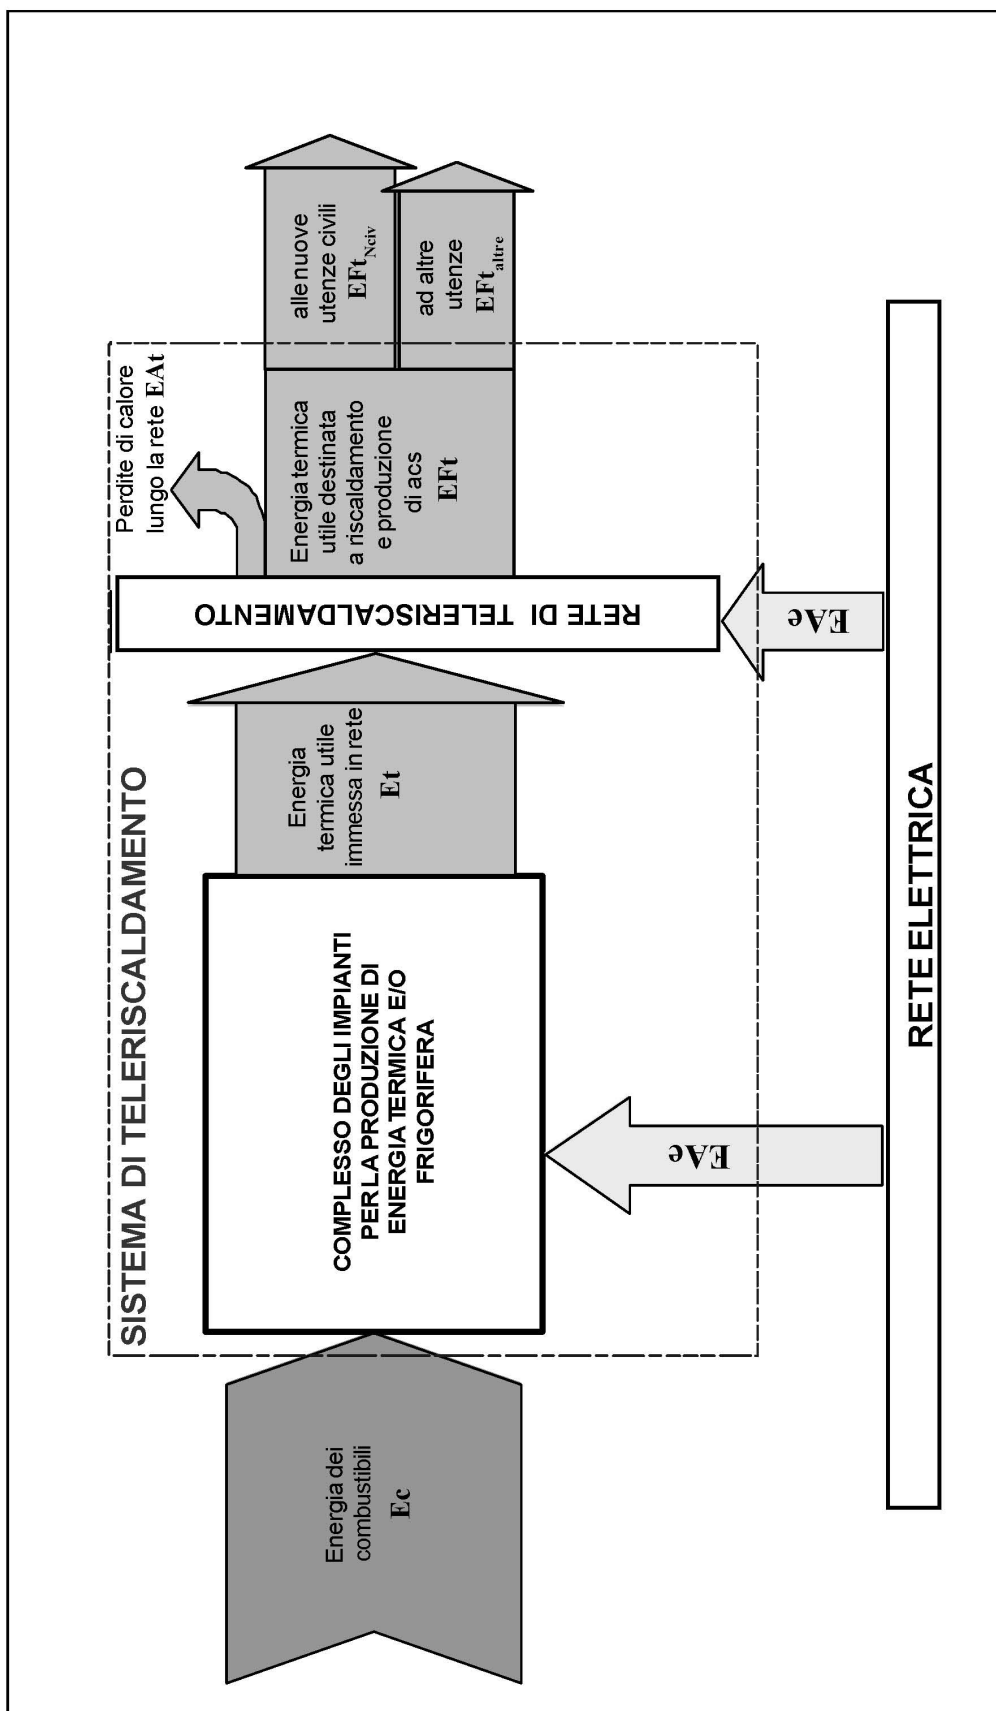 SISTEMA DI TELERISCALDAMENTO
Energia dei
combustibili
Ec
COMPLESSO DEGLI IMPIANTI
PER LA PRODUZIONE DI
ENERGIA TERMICA E/O
FRIGORIFERA
Energia
termica utile
immessa in rete
Et
RETE DI TELERISCALDAMENTO
Perdite di calore
lungo la rete EAt
Energia termica
utile destinata
a riscaldamento
e produzione
di acs
EFt
alle nuove
utenze civili
EFtNciv
ad altre
utenze
EFtaltre
EAe
EAe
RETE ELETTRICA